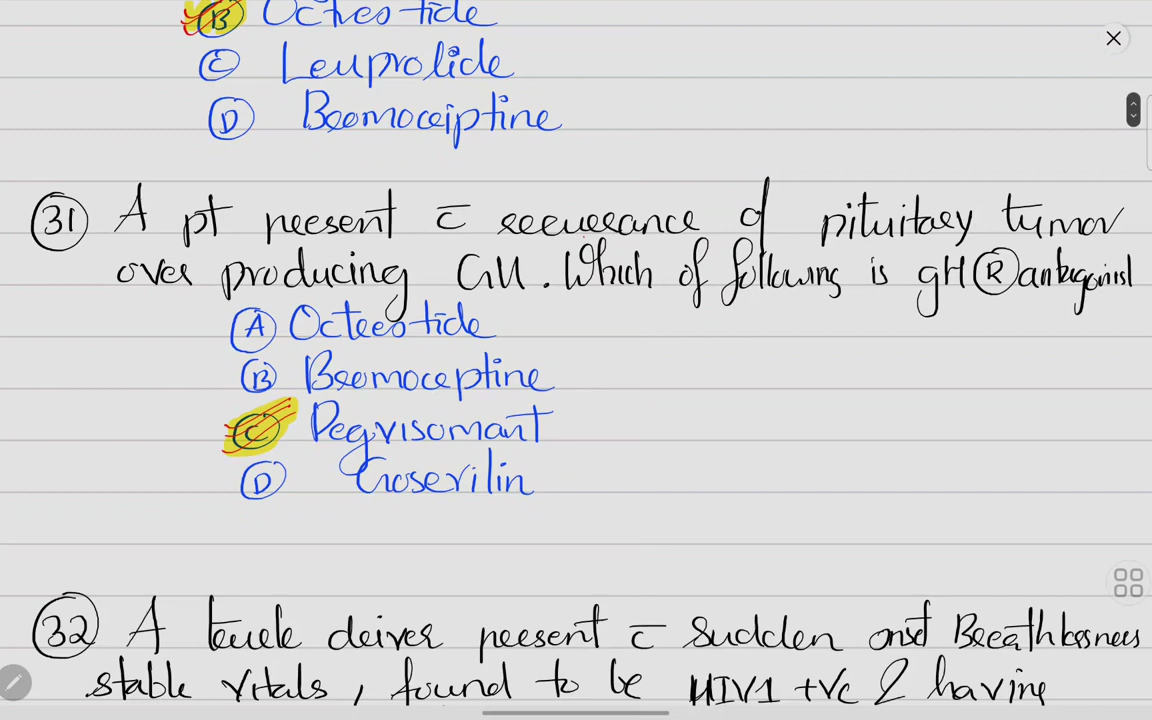 B Octreotide
C Leuprolide
D Bromocriptine
31 A pt present c̄ recurrance of pituitary tumor
over producing GH. Which of following is gH R antagonist
A Octreotide
B Bromoceptine
C Pegvisomant
D Goserilin
32 A truck driver present c̄ Sudden onset Breathlessness
stable vitals, found to be HIV1 +ve & having